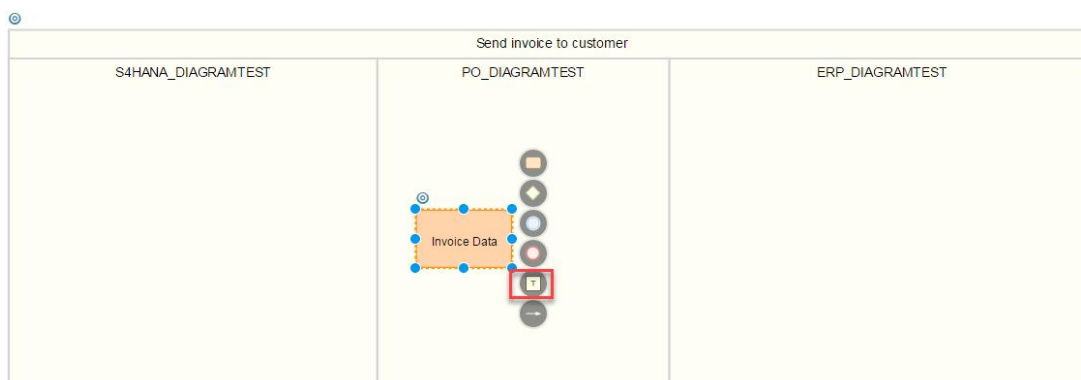 Send invoice to customer
S4HANA_DIAGRAMTEST
PO_DIAGRAMTEST
ERP_DIAGRAMTEST
Invoice Data
T